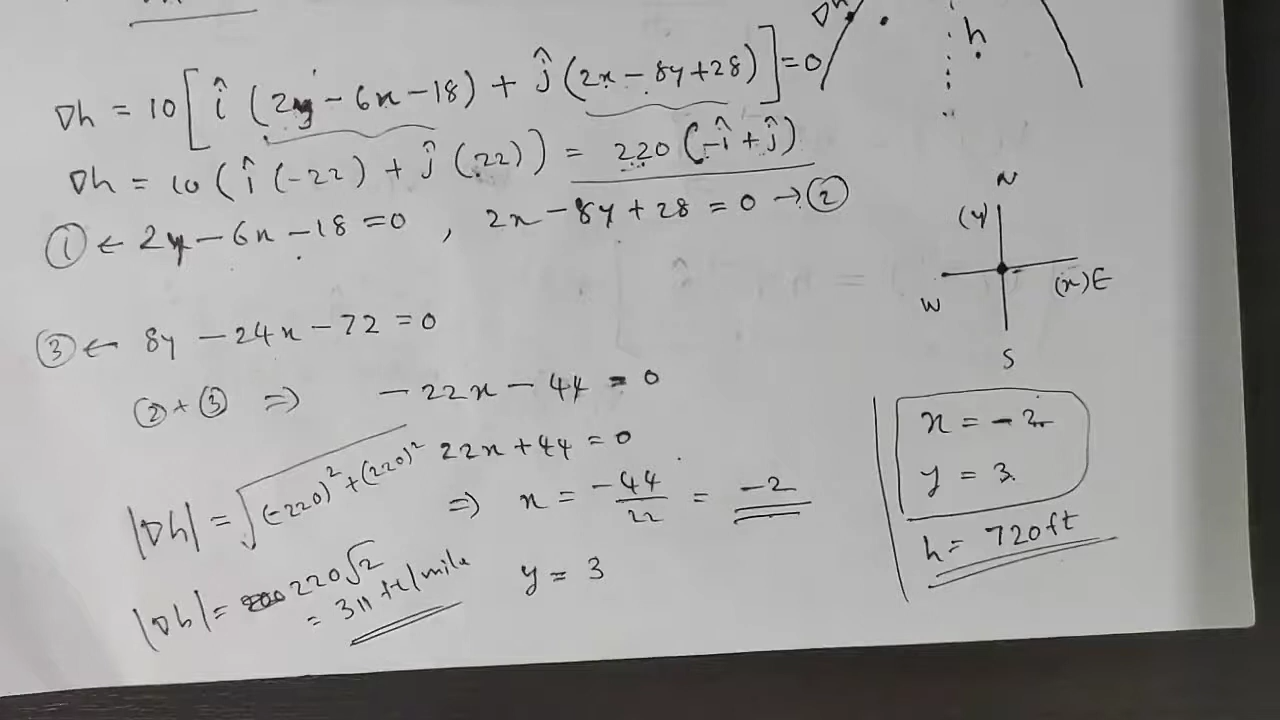 ∇h = 10[î(2y − 6x − 18) + ĵ(2x − 8y + 28)] = 0
∇h = 10(î(−22) + ĵ(22)) = 220(−î + ĵ)
① ← 2y − 6x − 18 = 0 , 2x − 8y + 28 = 0 → ②
③ ← 8y − 24x − 72 = 0
② + ③ ⇒ − 22x − 44 = 0
22x + 44 = 0
⇒ x = −44/22 = −2
y = 3
|∇h| = √(−220)² + (220)²
|∇h| = 220√2
= 311 ft/mile
h
N
(y)
W
(x) E
S
x = −2
y = 3
h = 720 ft